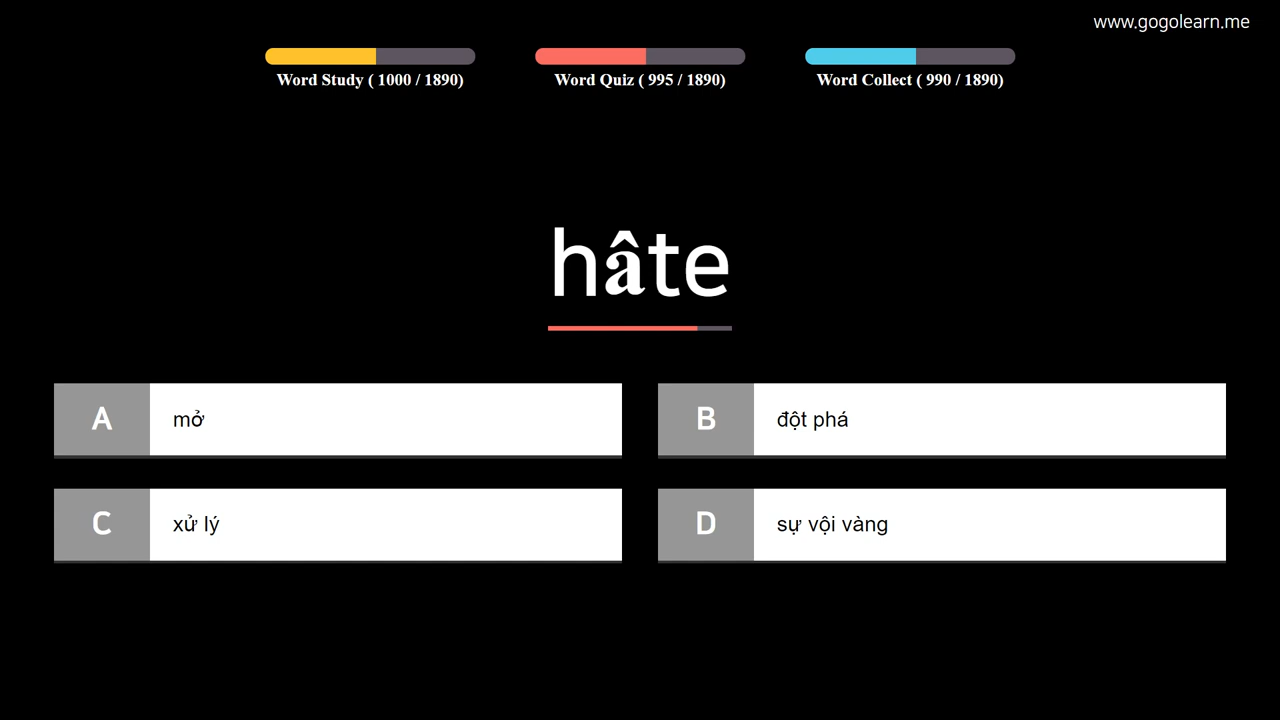 www.gogolearn.me
Word Study ( 1000 / 1890)
Word Quiz ( 995 / 1890)
Word Collect ( 990 / 1890)
hâte
A mở
B đột phá
C xử lý
D sự vội vàng